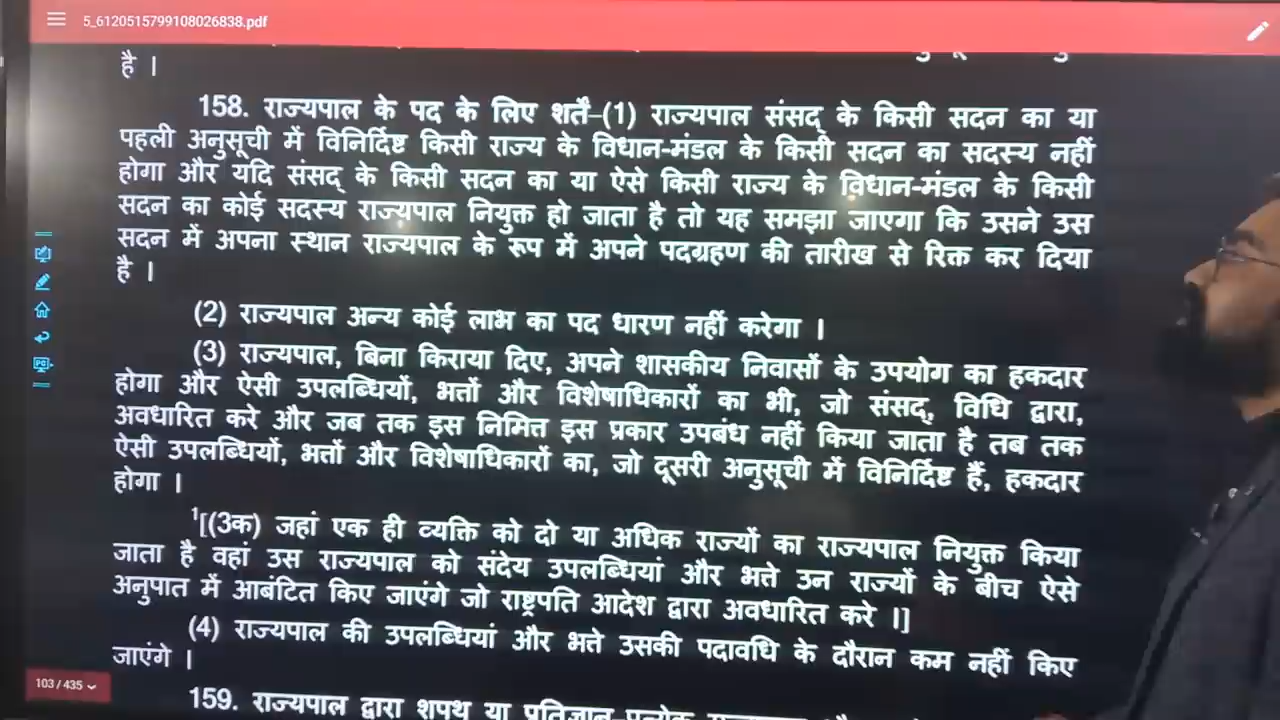 5_6120515799108026838.pdf
है ।
158. राज्यपाल के पद के लिए शर्तें–(1) राज्यपाल संसद् के किसी सदन का या
पहली अनुसूची में विनिर्दिष्ट किसी राज्य के विधान-मंडल के किसी सदन का सदस्य नहीं
होगा और यदि संसद् के किसी सदन का या ऐसे किसी राज्य के विधान-मंडल के किसी
सदन का कोई सदस्य राज्यपाल नियुक्त हो जाता है तो यह समझा जाएगा कि उसने उस
सदन में अपना स्थान राज्यपाल के रूप में अपने पदग्रहण की तारीख से रिक्त कर दिया
है ।
(2) राज्यपाल अन्य कोई लाभ का पद धारण नहीं करेगा ।
(3) राज्यपाल, बिना किराया दिए, अपने शासकीय निवासों के उपयोग का हकदार
होगा और ऐसी उपलब्धियों, भत्तों और विशेषाधिकारों का भी, जो संसद्, विधि द्वारा,
अवधारित करे और जब तक इस निमित्त इस प्रकार उपबंध नहीं किया जाता है तब तक
ऐसी उपलब्धियों, भत्तों और विशेषाधिकारों का, जो दूसरी अनुसूची में विनिर्दिष्ट हैं, हकदार
होगा ।
¹[(3क) जहां एक ही व्यक्ति को दो या अधिक राज्यों का राज्यपाल नियुक्त किया
जाता है वहां उस राज्यपाल को संदेय उपलब्धियां और भत्ते उन राज्यों के बीच ऐसे
अनुपात में आबंटित किए जाएंगे जो राष्ट्रपति आदेश द्वारा अवधारित करे ।]
(4) राज्यपाल की उपलब्धियां और भत्ते उसकी पदावधि के दौरान कम नहीं किए
जाएंगे ।
103 / 435
159. राज्यपाल द्वारा शपथ या प्रतिज्ञान